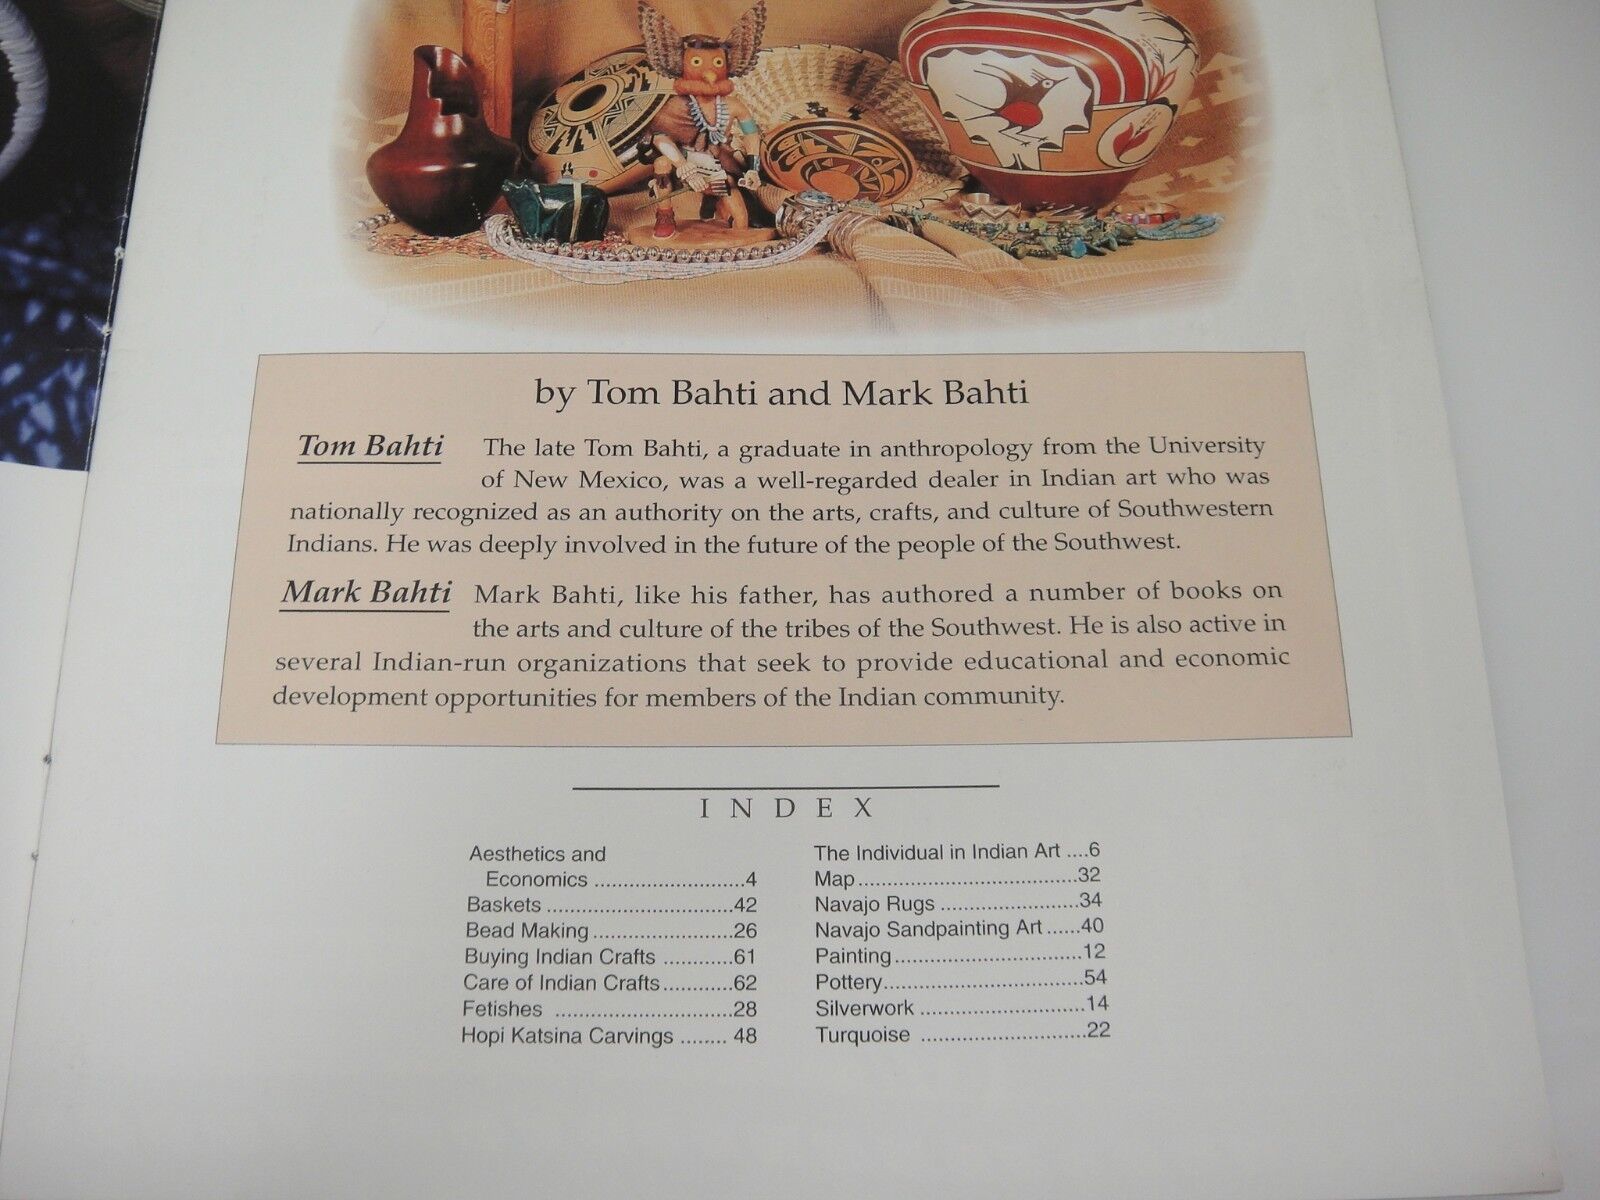 by Tom Bahti and Mark Bahti
Tom Bahti The late Tom Bahti, a graduate in anthropology from the University
of New Mexico, was a well-regarded dealer in Indian art who was
nationally recognized as an authority on the arts, crafts, and culture of Southwestern
Indians. He was deeply involved in the future of the people of the Southwest.
Mark Bahti Mark Bahti, like his father, has authored a number of books on
the arts and culture of the tribes of the Southwest. He is also active in
several Indian-run organizations that seek to provide educational and economic
development opportunities for members of the Indian community.
INDEX
Aesthetics and
Economics ..........................4
Baskets ................................42
Bead Making ........................26
Buying Indian Crafts ............61
Care of Indian Crafts............62
Fetishes ...............................28
Hopi Katsina Carvings ........ 48
The Individual in Indian Art ....6
Map......................................32
Navajo Rugs ........................34
Navajo Sandpainting Art ......40
Painting................................12
Pottery..................................54
Silverwork ............................14
Turquoise ............................22